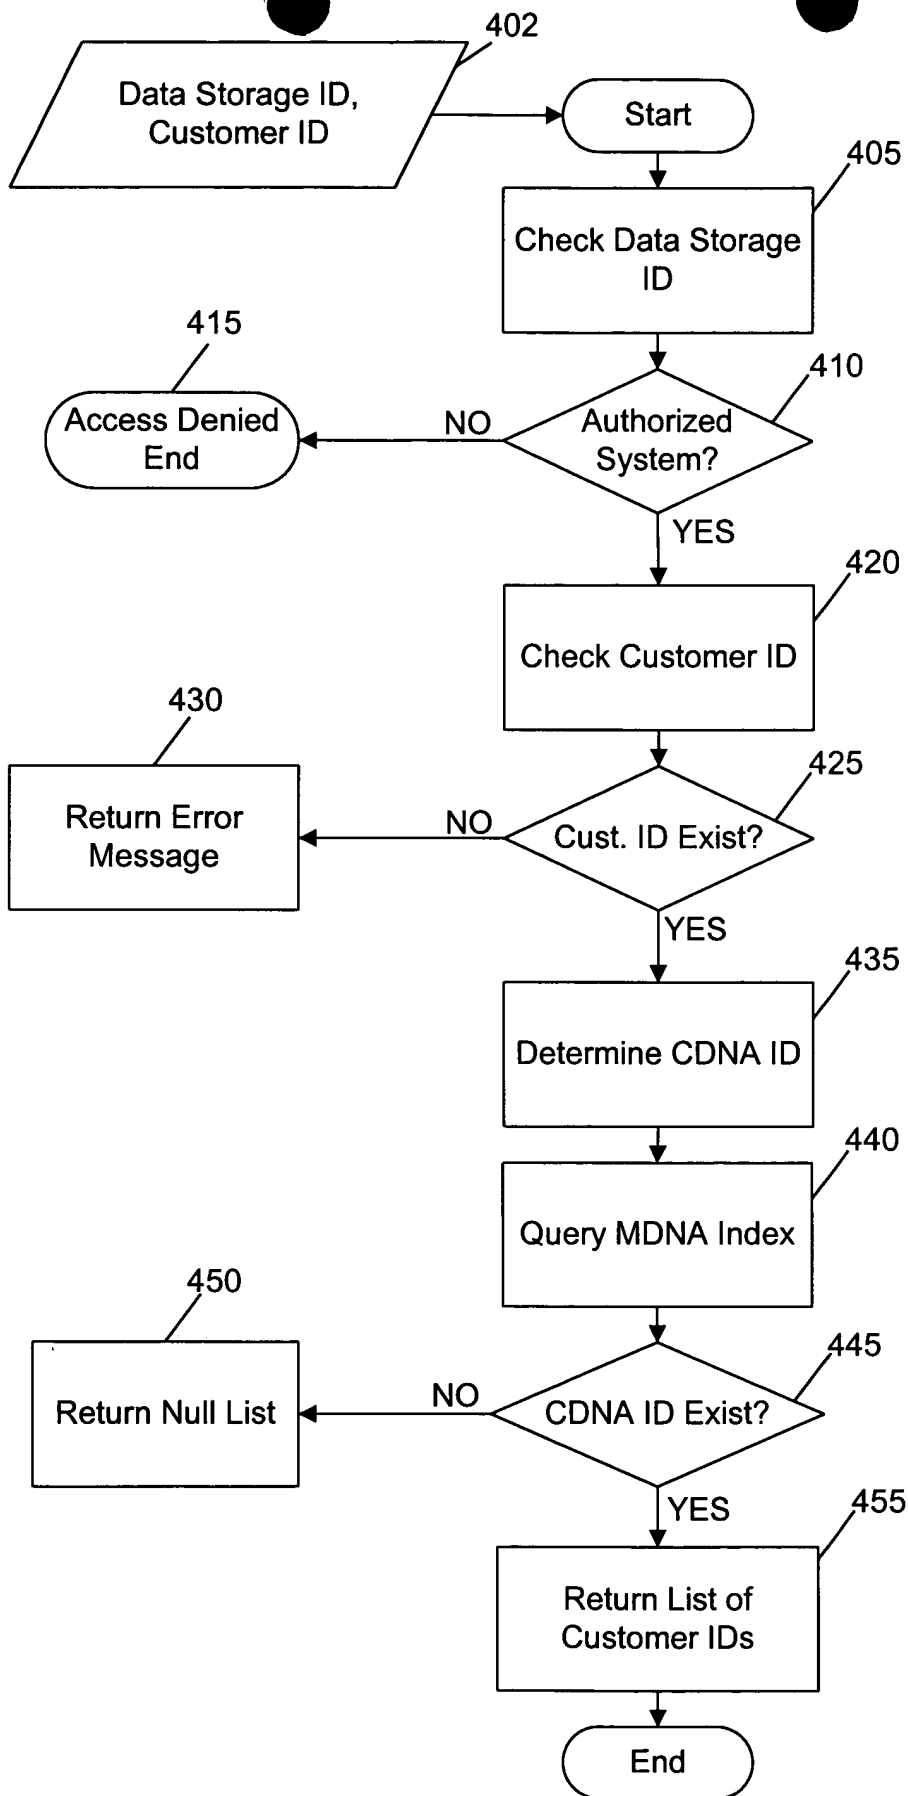 402
Data Storage ID,
Customer ID
Start
405
Check Data Storage
ID
415
410
Access Denied
End
NO
Authorized
System?
YES
420
Check Customer ID
430
425
Return Error
Message
NO
Cust. ID Exist?
YES
435
Determine CDNA ID
440
Query MDNA Index
450
445
Return Null List
NO
CDNA ID Exist?
YES
455
Return List of
Customer IDs
End